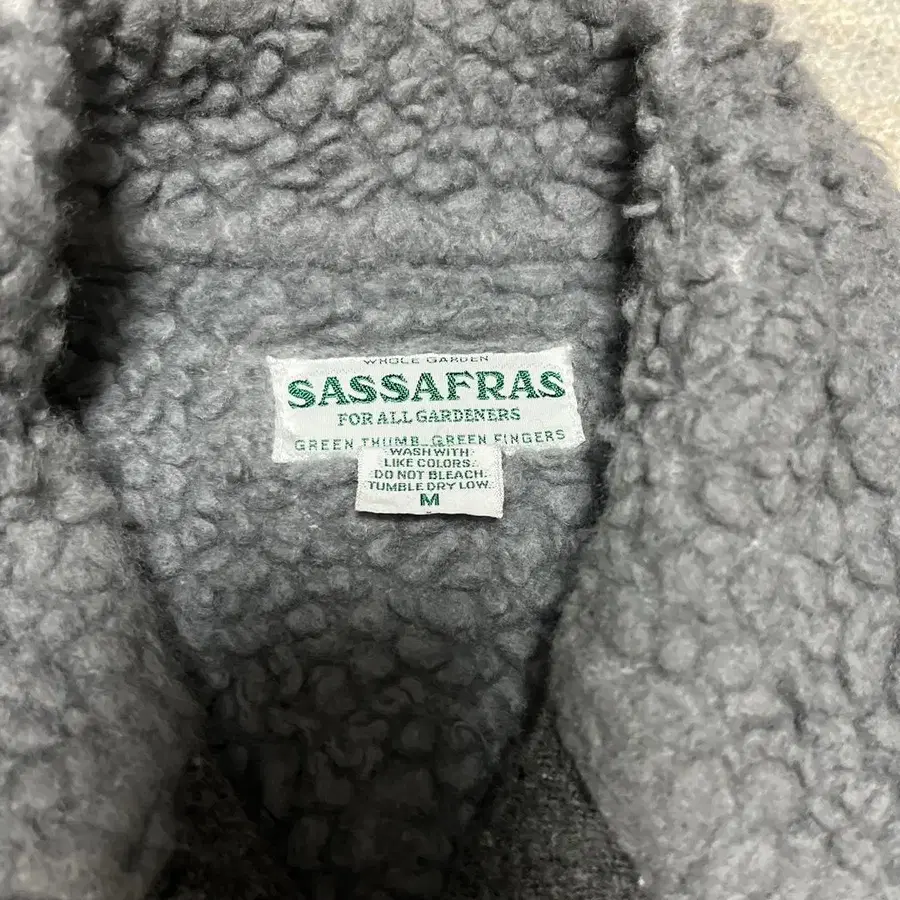 WHOLE GARDEN
SASSAFRAS
FOR ALL GARDENERS
GREEN THUMB_GREEN FINGERS
WASH WITH
LIKE COLORS.
DO NOT BLEACH.
TUMBLE DRY LOW.
M